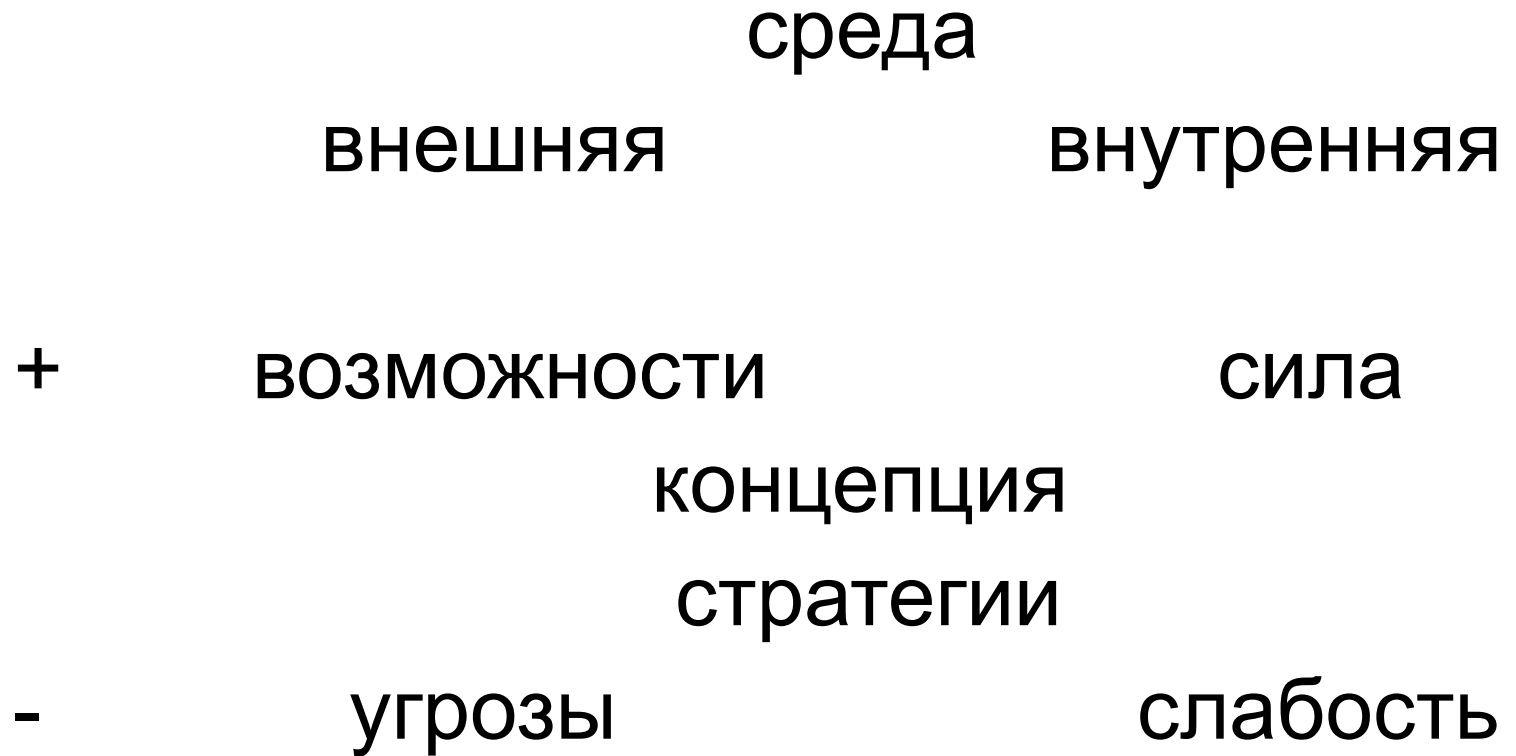 среда
внешняя внутренняя
+ возможности сила
концепция
стратегии
- угрозы слабость